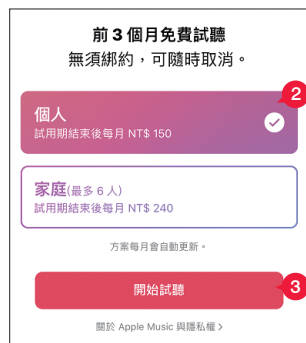 前 3 個月免費試聽
無須綁約，可隨時取消。
2
個人
試用期結束後每月 NT$ 150
家庭(最多 6 人)
試用期結束後每月 NT$ 240
方案每月會自動更新。
開始試聽
3
關於 Apple Music 與隱私權 >